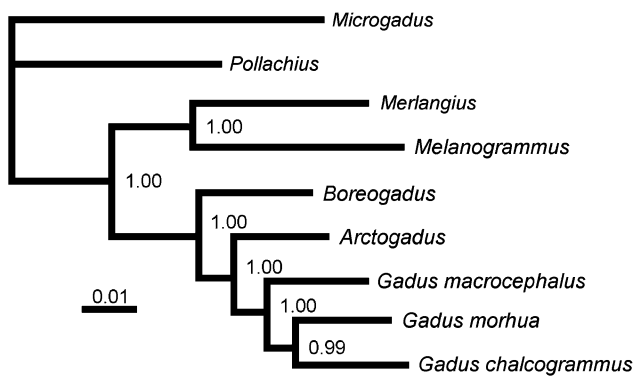 Microgadus
Pollachius
Merlangius
1.00
Melanogrammus
1.00
Boreogadus
1.00
Arctogadus
1.00
Gadus macrocephalus
0.01
1.00
Gadus morhua
0.99
Gadus chalcogrammus